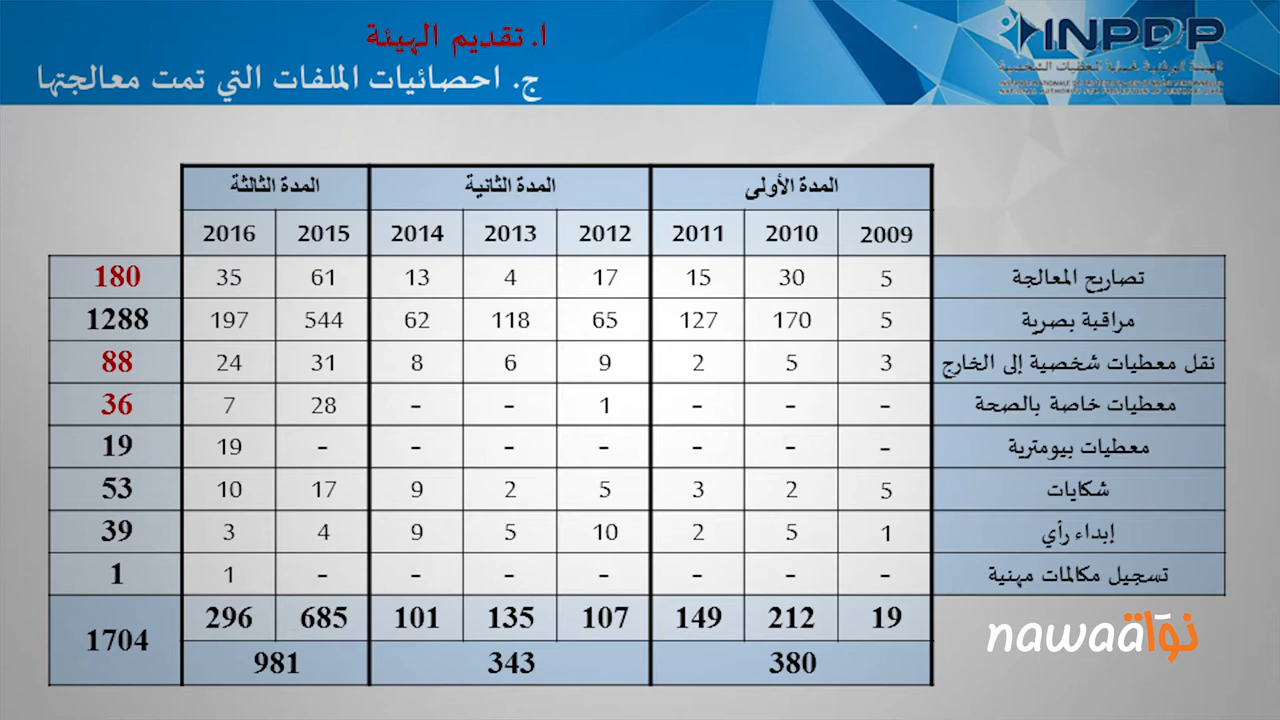 ا. تقديم الهيئة
ج. احصائيات الملفات التي تمت معالجتها
INPDP
الهيئة الوطنية لحماية المعطيات الشخصية
المدة الأولى المدة الثانية المدة الثالثة
2009 2010 2011 2012 2013 2014 2015 2016
تصاريح المعالجة 5 30 15 17 4 13 61 35 180
مراقبة بصرية 5 170 127 65 118 62 544 197 1288
نقل معطيات شخصية إلى الخارج 3 5 2 9 6 8 31 24 88
معطيات خاصة بالصحة - - - 1 - - 28 7 36
معطيات بيومترية - - - - - - - 19 19
شكايات 5 2 3 5 2 9 17 10 53
إبداء رأي 1 5 2 10 5 9 4 3 39
تسجيل مكالمات مهنية - - - - - - - 1 1
19 212 149 107 135 101 685 296 1704
380 343 981
nawaa نواة